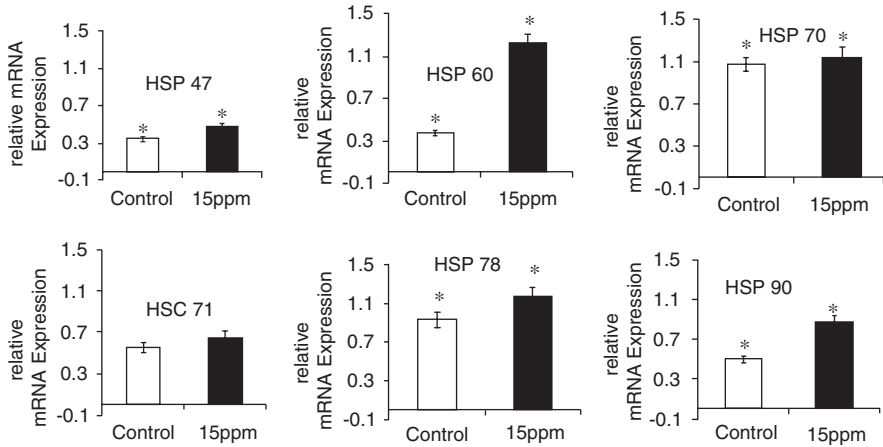 relative mRNA
Expression
1.5
1.1
0.7
0.3
-0.1
HSP 47
*
*
Control
15ppm
relative
mRNA Expression
1.5
1.1
0.7
0.3
-0.1
HSP 60
*
*
Control
15ppm
relative
mRNA Expression
1.5
1.1
0.7
0.3
-0.1
HSP 70
*
*
Control
15ppm
relative
mRNA Expression
1.5
1.1
0.7
0.3
-0.1
HSC 71
Control
15ppm
relative
mRNA Expression
1.5
1.1
0.7
0.3
-0.1
HSP 78
*
*
Control
15ppm
relative
mRNA Expression
1.5
1.1
0.7
0.3
-0.1
HSP 90
*
*
Control
15ppm